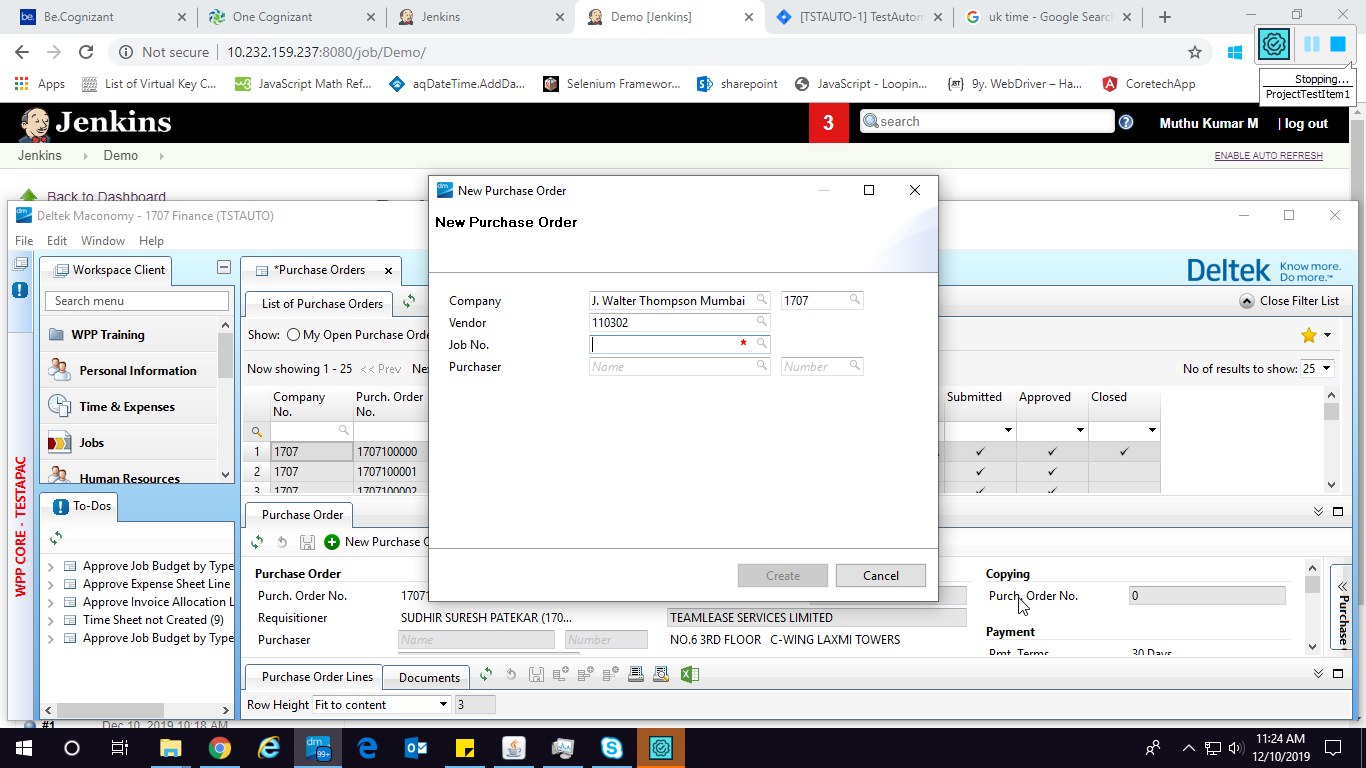 Be.Cognizant
One Cognizant
Jenkins
Demo [Jenkins]
[TSTAUTO-1] TestAutom
uk time - Google Searc
Not secure 10.232.159.237:8080/job/Demo/
Apps
List of Virtual Key C...
JavaScript Math Ref...
aqDateTime.AddDa...
Selenium Framewor...
sharepoint
JavaScript - Loopin...
9y. WebDriver – Ha...
CoretechApp
Stopping...
ProjectTestItem1
Jenkins
3
search
Muthu Kumar M
| log out
Jenkins
Demo
ENABLE AUTO REFRESH
Back to Dashboard
Deltek Maconomy - 1707 Finance (TSTAUTO)
File Edit Window Help
Workspace Client
*Purchase Orders
Deltek Know more.
Do more.™
Search menu
List of Purchase Orders
Close Filter List
WPP Training
Show: My Open Purchase Orde
Personal Information
Now showing 1 - 25 << Prev Nex
No of results to show: 25
Time & Expenses
Company
No.
Purch. Order
No.
Submitted
Approved
Closed
Jobs
1 1707 1707100000
Human Resources
2 1707 1707100001
3 1707 1707100002
WPP CORE - TESTAPAC
New Purchase Order
New Purchase Order
Company J. Walter Thompson Mumbai 1707
Vendor 110302
Job No. *
Purchaser Name Number
Create Cancel
To-Dos
Approve Job Budget by Type
Approve Expense Sheet Line
Approve Invoice Allocation L
Time Sheet not Created (9)
Approve Job Budget by Type
Purchase Order
New Purchase O
Purchase Order
Purch. Order No. 17071
Requisitioner SUDHIR SURESH PATEKAR (170...
TEAMLEASE SERVICES LIMITED
Purchaser Name Number
NO.6 3RD FLOOR C-WING LAXMI TOWERS
Copying
Purch. Order No. 0
Payment
Pmt. Terms 30 Days
Purchase
Purchase Order Lines
Documents
Row Height Fit to content 3
#1 Dec 10, 2019 10:18 AM
99+
11:24 AM
12/10/2019